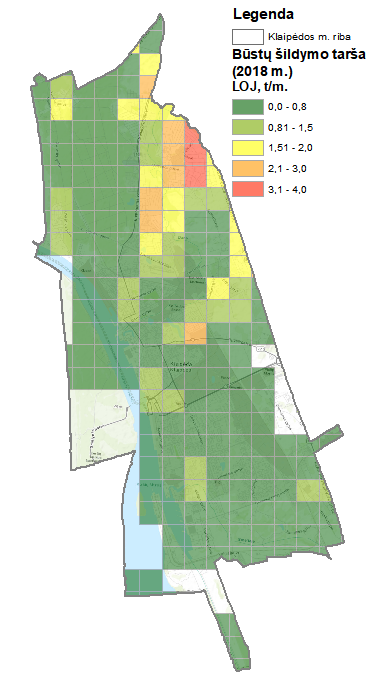 Legenda
Klaipėdos m. riba
Būstų šildymo tarša
(2018 m.)
LOJ, t/m.
0,0 - 0,8
0,81 - 1,5
1,51 - 2,0
2,1 - 3,0
3,1 - 4,0